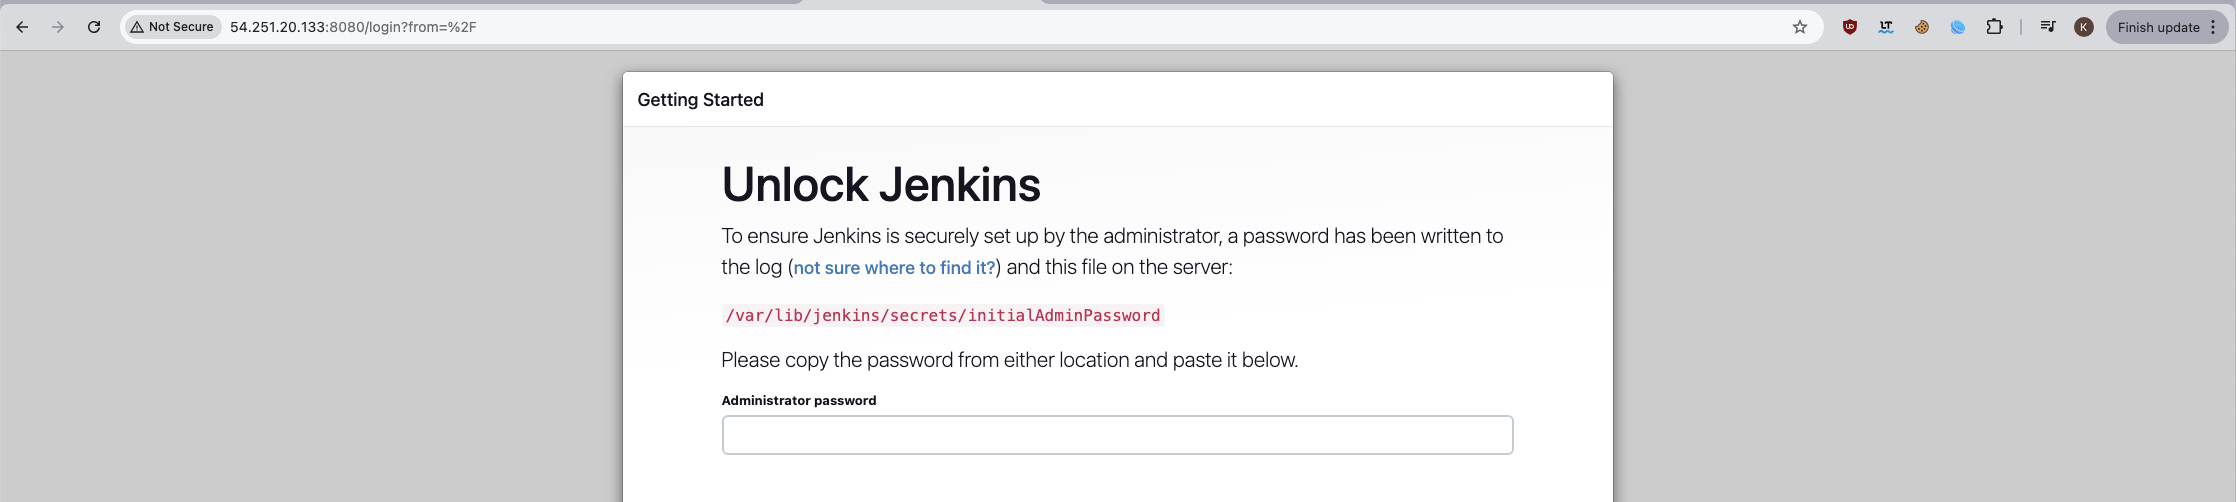 Not Secure 54.251.20.133:8080/login?from=%2F K Finish update
Getting Started
Unlock Jenkins
To ensure Jenkins is securely set up by the administrator, a password has been written to
the log (not sure where to find it?) and this file on the server:
/var/lib/jenkins/secrets/initialAdminPassword
Please copy the password from either location and paste it below.
Administrator password